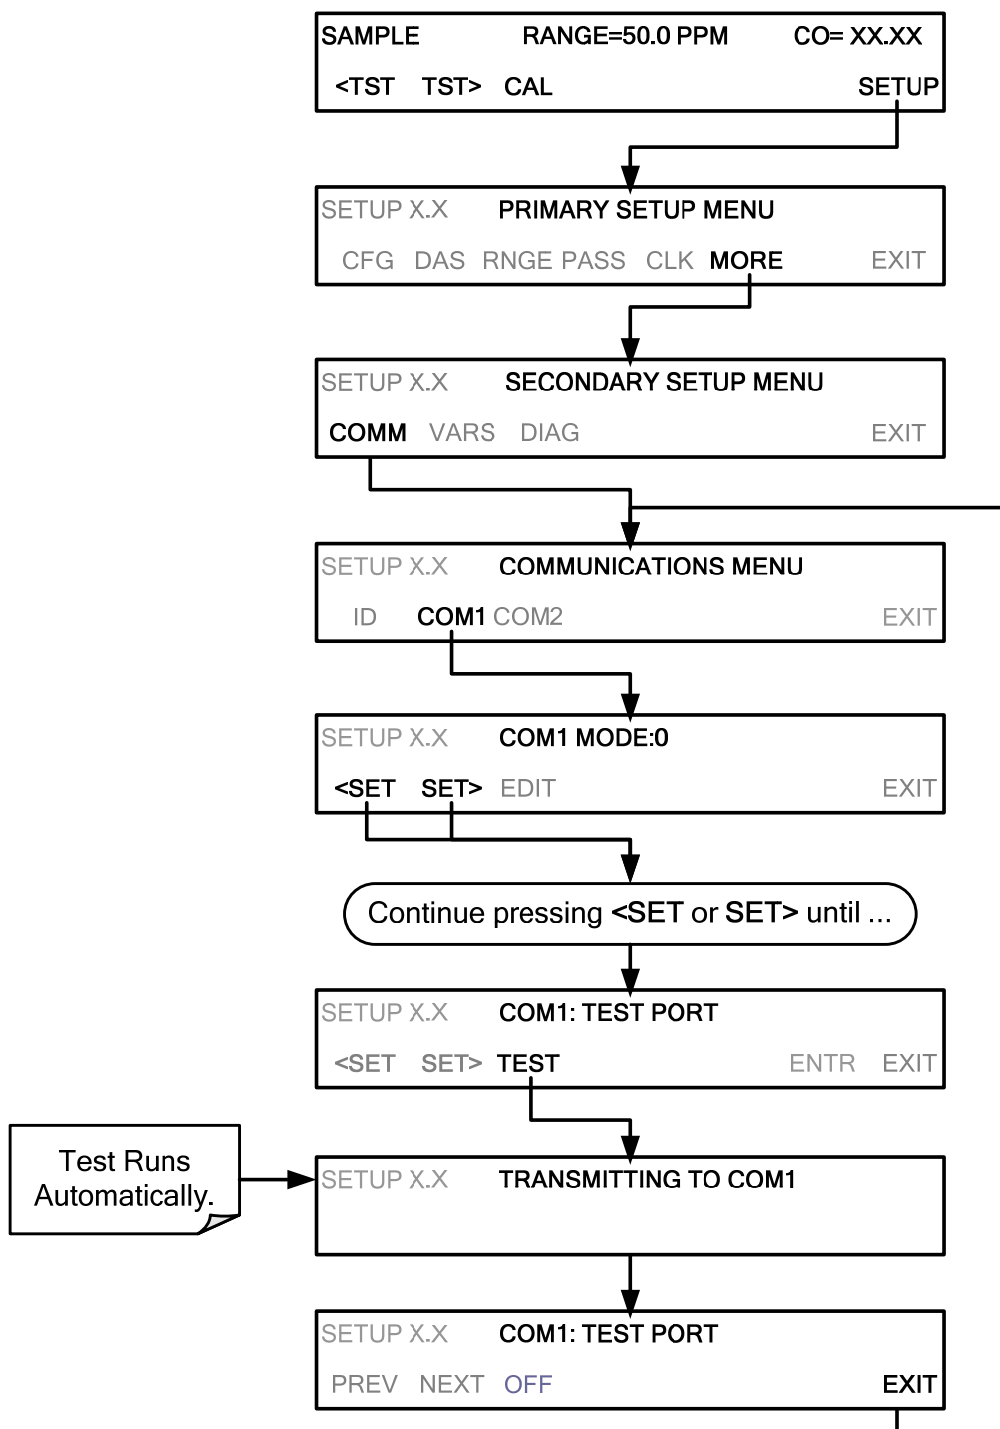 SAMPLE RANGE=50.0 PPM CO= XX.XX
<TST TST> CAL SETUP
SETUP X.X PRIMARY SETUP MENU
CFG DAS RNGE PASS CLK MORE EXIT
SETUP X.X SECONDARY SETUP MENU
COMM VARS DIAG EXIT
SETUP X.X COMMUNICATIONS MENU
ID COM1 COM2 EXIT
SETUP X.X COM1 MODE:0
<SET SET> EDIT EXIT
Continue pressing <SET or SET> until ...
SETUP X.X COM1: TEST PORT
<SET SET> TEST ENTR EXIT
Test Runs
Automatically.
SETUP X.X TRANSMITTING TO COM1
SETUP X.X COM1: TEST PORT
PREV NEXT OFF EXIT